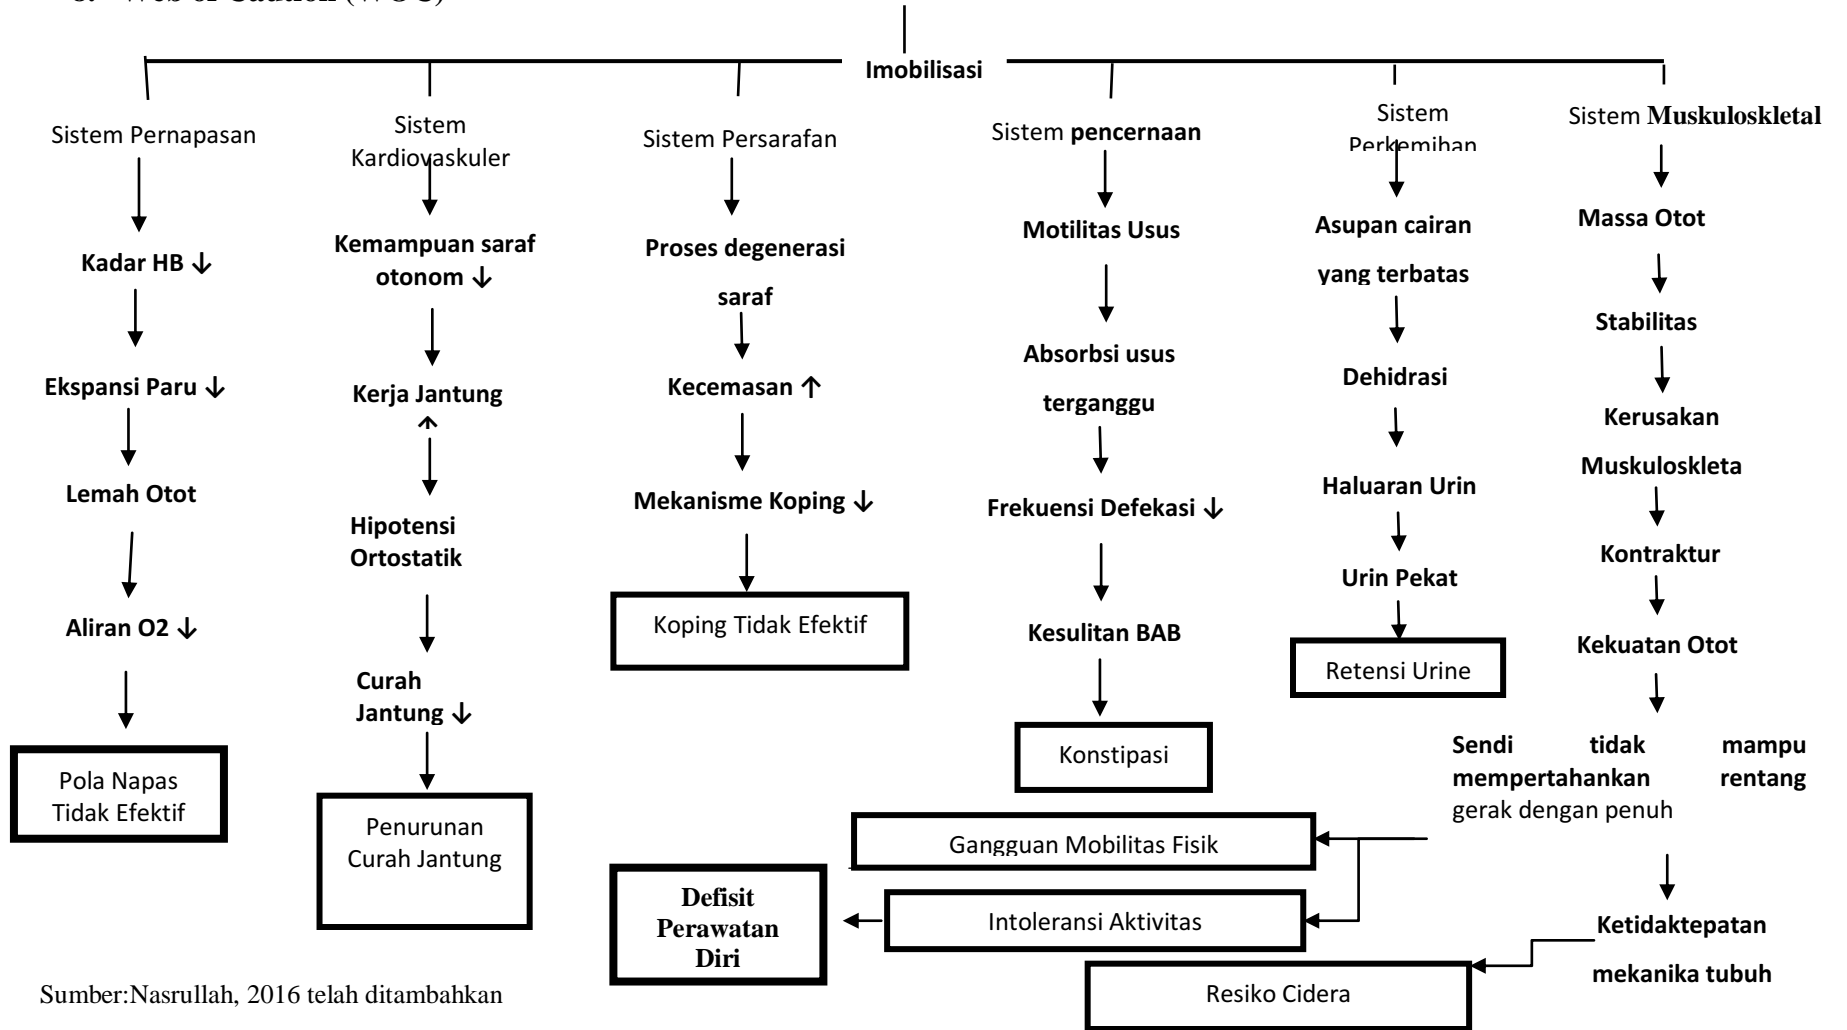 Imobilisasi
Sistem Pernapasan
Kadar HB ↓
Ekspansi Paru ↓
Lemah Otot
Aliran O2 ↓
Pola Napas
Tidak Efektif
Sistem
Kardiovaskuler
Kemampuan saraf
otonom ↓
Kerja Jantung
↑
Hipotensi
Ortostatik
Curah
Jantung ↓
Penurunan
Curah Jantung
Sistem Persarafan
Proses degenerasi
saraf
Kecemasan ↑
Mekanisme Koping ↓
Koping Tidak Efektif
Sistem pencernaan
Motilitas Usus
Absorbsi usus
terganggu
Frekuensi Defekasi ↓
Kesulitan BAB
Konstipasi
Sistem
Perkemihan
Asupan cairan
yang terbatas
Dehidrasi
Haluaran Urin
Urin Pekat
Retensi Urine
Sistem Muskuloskletal
Massa Otot
Stabilitas
Kerusakan
Muskuloskleta
Kontraktur
Kekuatan Otot
Sendi tidak mampu
mempertahankan rentang
gerak dengan penuh
Gangguan Mobilitas Fisik
Intoleransi Aktivitas
Defisit
Perawatan
Diri
Ketidaktepatan
mekanika tubuh
Resiko Cidera
Sumber:Nasrullah, 2016 telah ditambahkan